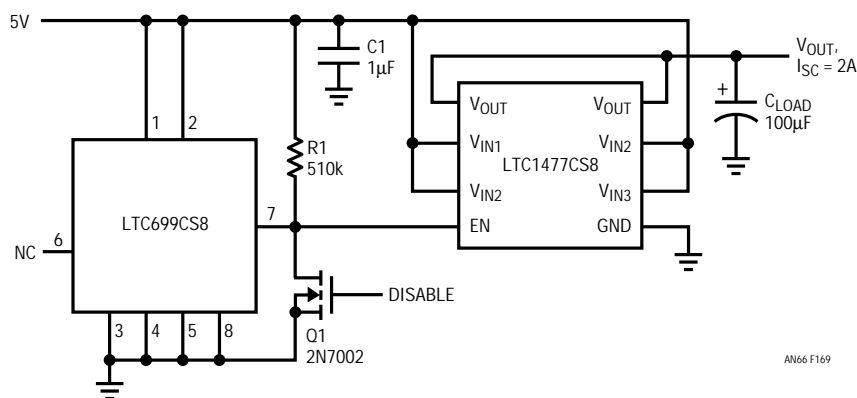 5V
C1
1µF
VOUT,
ISC = 2A
+
CLOAD
100µF
1
2
R1
510k
VOUT
VOUT
VIN1
VIN2
LTC1477CS8
VIN2
VIN3
EN
GND
LTC699CS8
7
NC
6
DISABLE
3
4
5
8
Q1
2N7002
AN66 F169